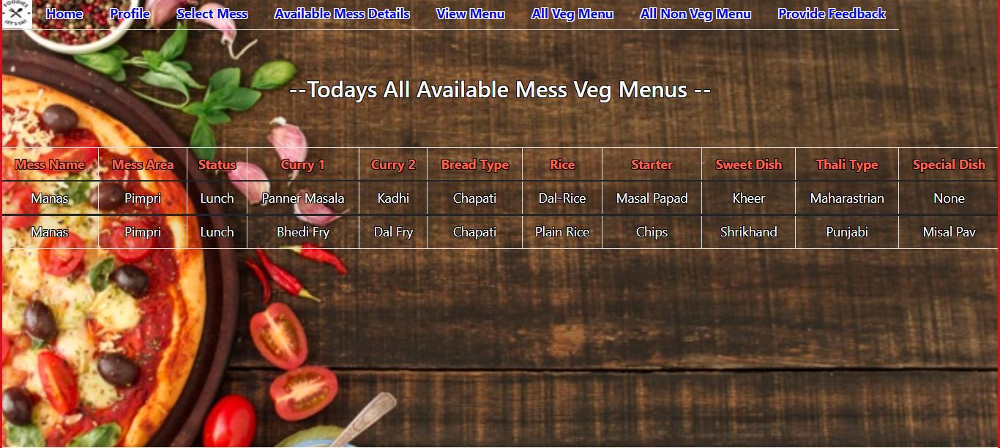 FOODIES
LET'S EAT
Home Profile Select Mess Available Mess Details View Menu All Veg Menu All Non Veg Menu Provide Feedback
--Todays All Available Mess Veg Menus --
Mess Name Mess Area Status Curry 1 Curry 2 Bread Type Rice Starter Sweet Dish Thali Type Special Dish
Manas Pimpri Lunch Panner Masala Kadhi Chapati Dal-Rice Masal Papad Kheer Maharastrian None
Manas Pimpri Lunch Bhedi Fry Dal Fry Chapati Plain Rice Chips Shrikhand Punjabi Misal Pav